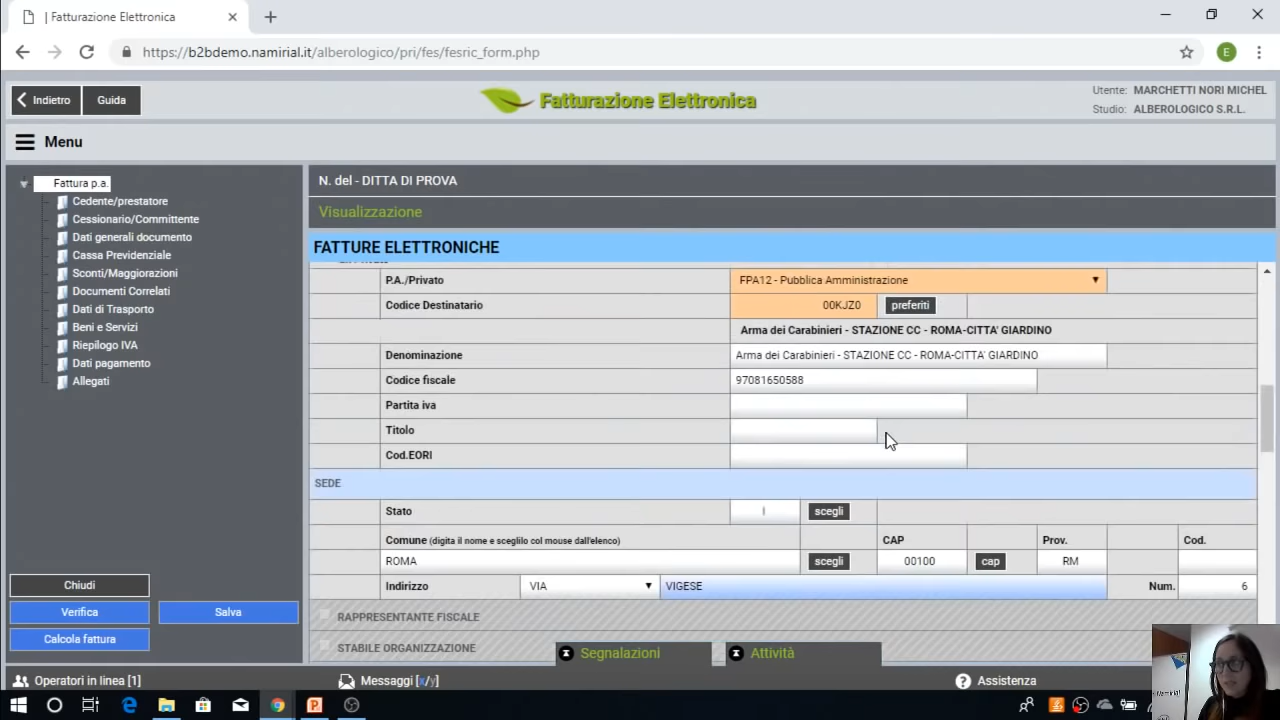 | Fatturazione Elettronica
https://b2bdemo.namirial.it/alberologico/pri/fes/fesric_form.php
E
Indietro Guida
Fatturazione Elettronica
Utente: MARCHETTI NORI MICHEL
Studio: ALBEROLOGICO S.R.L.
Menu
Fattura p.a.
Cedente/prestatore
Cessionario/Committente
Dati generali documento
Cassa Previdenziale
Sconti/Maggiorazioni
Documenti Correlati
Dati di Trasporto
Beni e Servizi
Riepilogo IVA
Dati pagamento
Allegati
Chiudi
Verifica Salva
Calcola fattura
N. del - DITTA DI PROVA
Visualizzazione
FATTURE ELETTRONICHE
P.A./Privato FPA12 - Pubblica Amministrazione
Codice Destinatario 00KJZ0 preferiti
Arma dei Carabinieri - STAZIONE CC - ROMA-CITTA' GIARDINO
Denominazione Arma dei Carabinieri - STAZIONE CC - ROMA-CITTA' GIARDINO
Codice fiscale 97081650588
Partita iva
Titolo
Cod.EORI
SEDE
Stato I scegli
Comune (digita il nome e sceglilo col mouse dall'elenco) CAP Prov. Cod.
ROMA scegli 00100 cap RM
Indirizzo VIA VIGESE Num. 6
RAPPRESENTANTE FISCALE
STABILE ORGANIZZAZIONE
Segnalazioni Attività
Operatori in linea [1] Messaggi [x/y] Assistenza